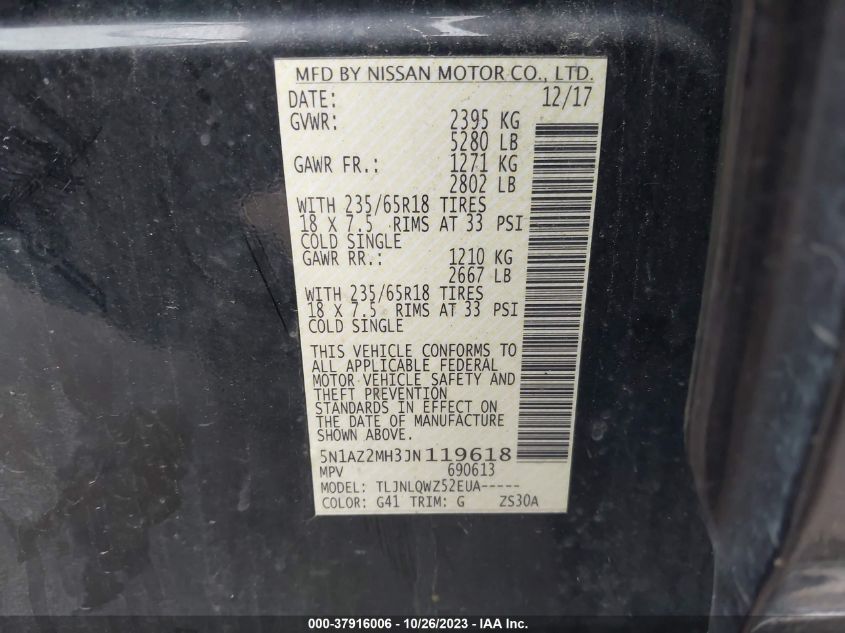 MFD BY NISSAN MOTOR CO., LTD.
DATE: 12/17
GVWR: 2395 KG
5280 LB
GAWR FR.: 1271 KG
2802 LB
WITH 235/65R18 TIRES
18 X 7.5 RIMS AT 33 PSI
COLD SINGLE
GAWR RR.: 1210 KG
2667 LB
WITH 235/65R18 TIRES
18 X 7.5 RIMS AT 33 PSI
COLD SINGLE
THIS VEHICLE CONFORMS TO
ALL APPLICABLE FEDERAL
MOTOR VEHICLE SAFETY AND
THEFT PREVENTION
STANDARDS IN EFFECT ON
THE DATE OF MANUFACTURE
SHOWN ABOVE.
5N1AZ2MH3JN119618
MPV 690613
MODEL: TLJNLQWZ52EUA-----
COLOR: G41 TRIM: G ZS30A
000-37916006 - 10/26/2023 - IAA Inc.